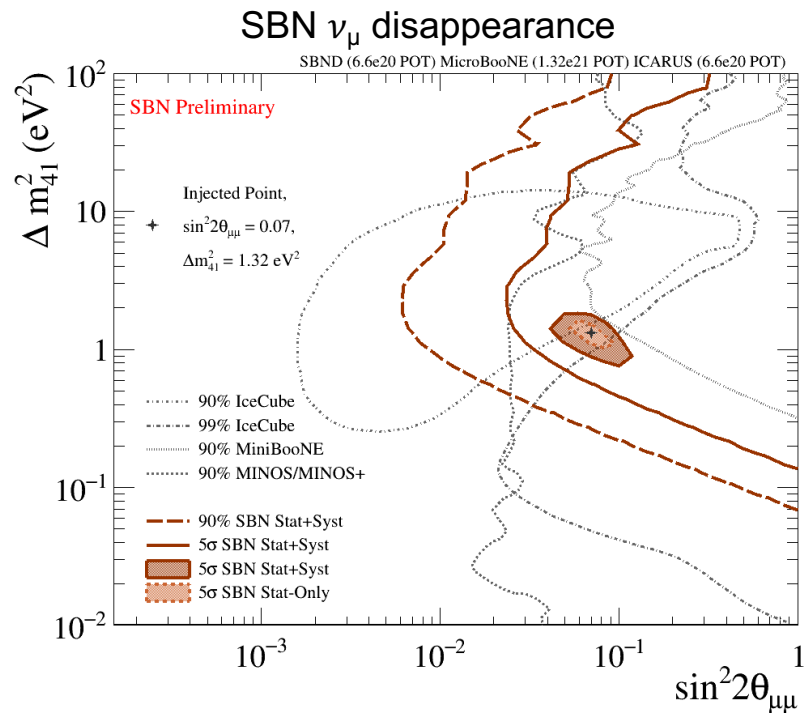 SBN ν_μ disappearance
SBND (6.6e20 POT) MicroBooNE (1.32e21 POT) ICARUS (6.6e20 POT)
SBN Preliminary
Injected Point,
sin²2θ_μμ = 0.07,
Δm²₄₁ = 1.32 eV²
90% IceCube
99% IceCube
90% MiniBooNE
90% MINOS/MINOS+
90% SBN Stat+Syst
5σ SBN Stat+Syst
5σ SBN Stat+Syst
5σ SBN Stat-Only
Δ m²₄₁ (eV²)
10²
10
1
10⁻¹
10⁻²
10⁻³
10⁻²
10⁻¹
1
sin²2θ_μμ